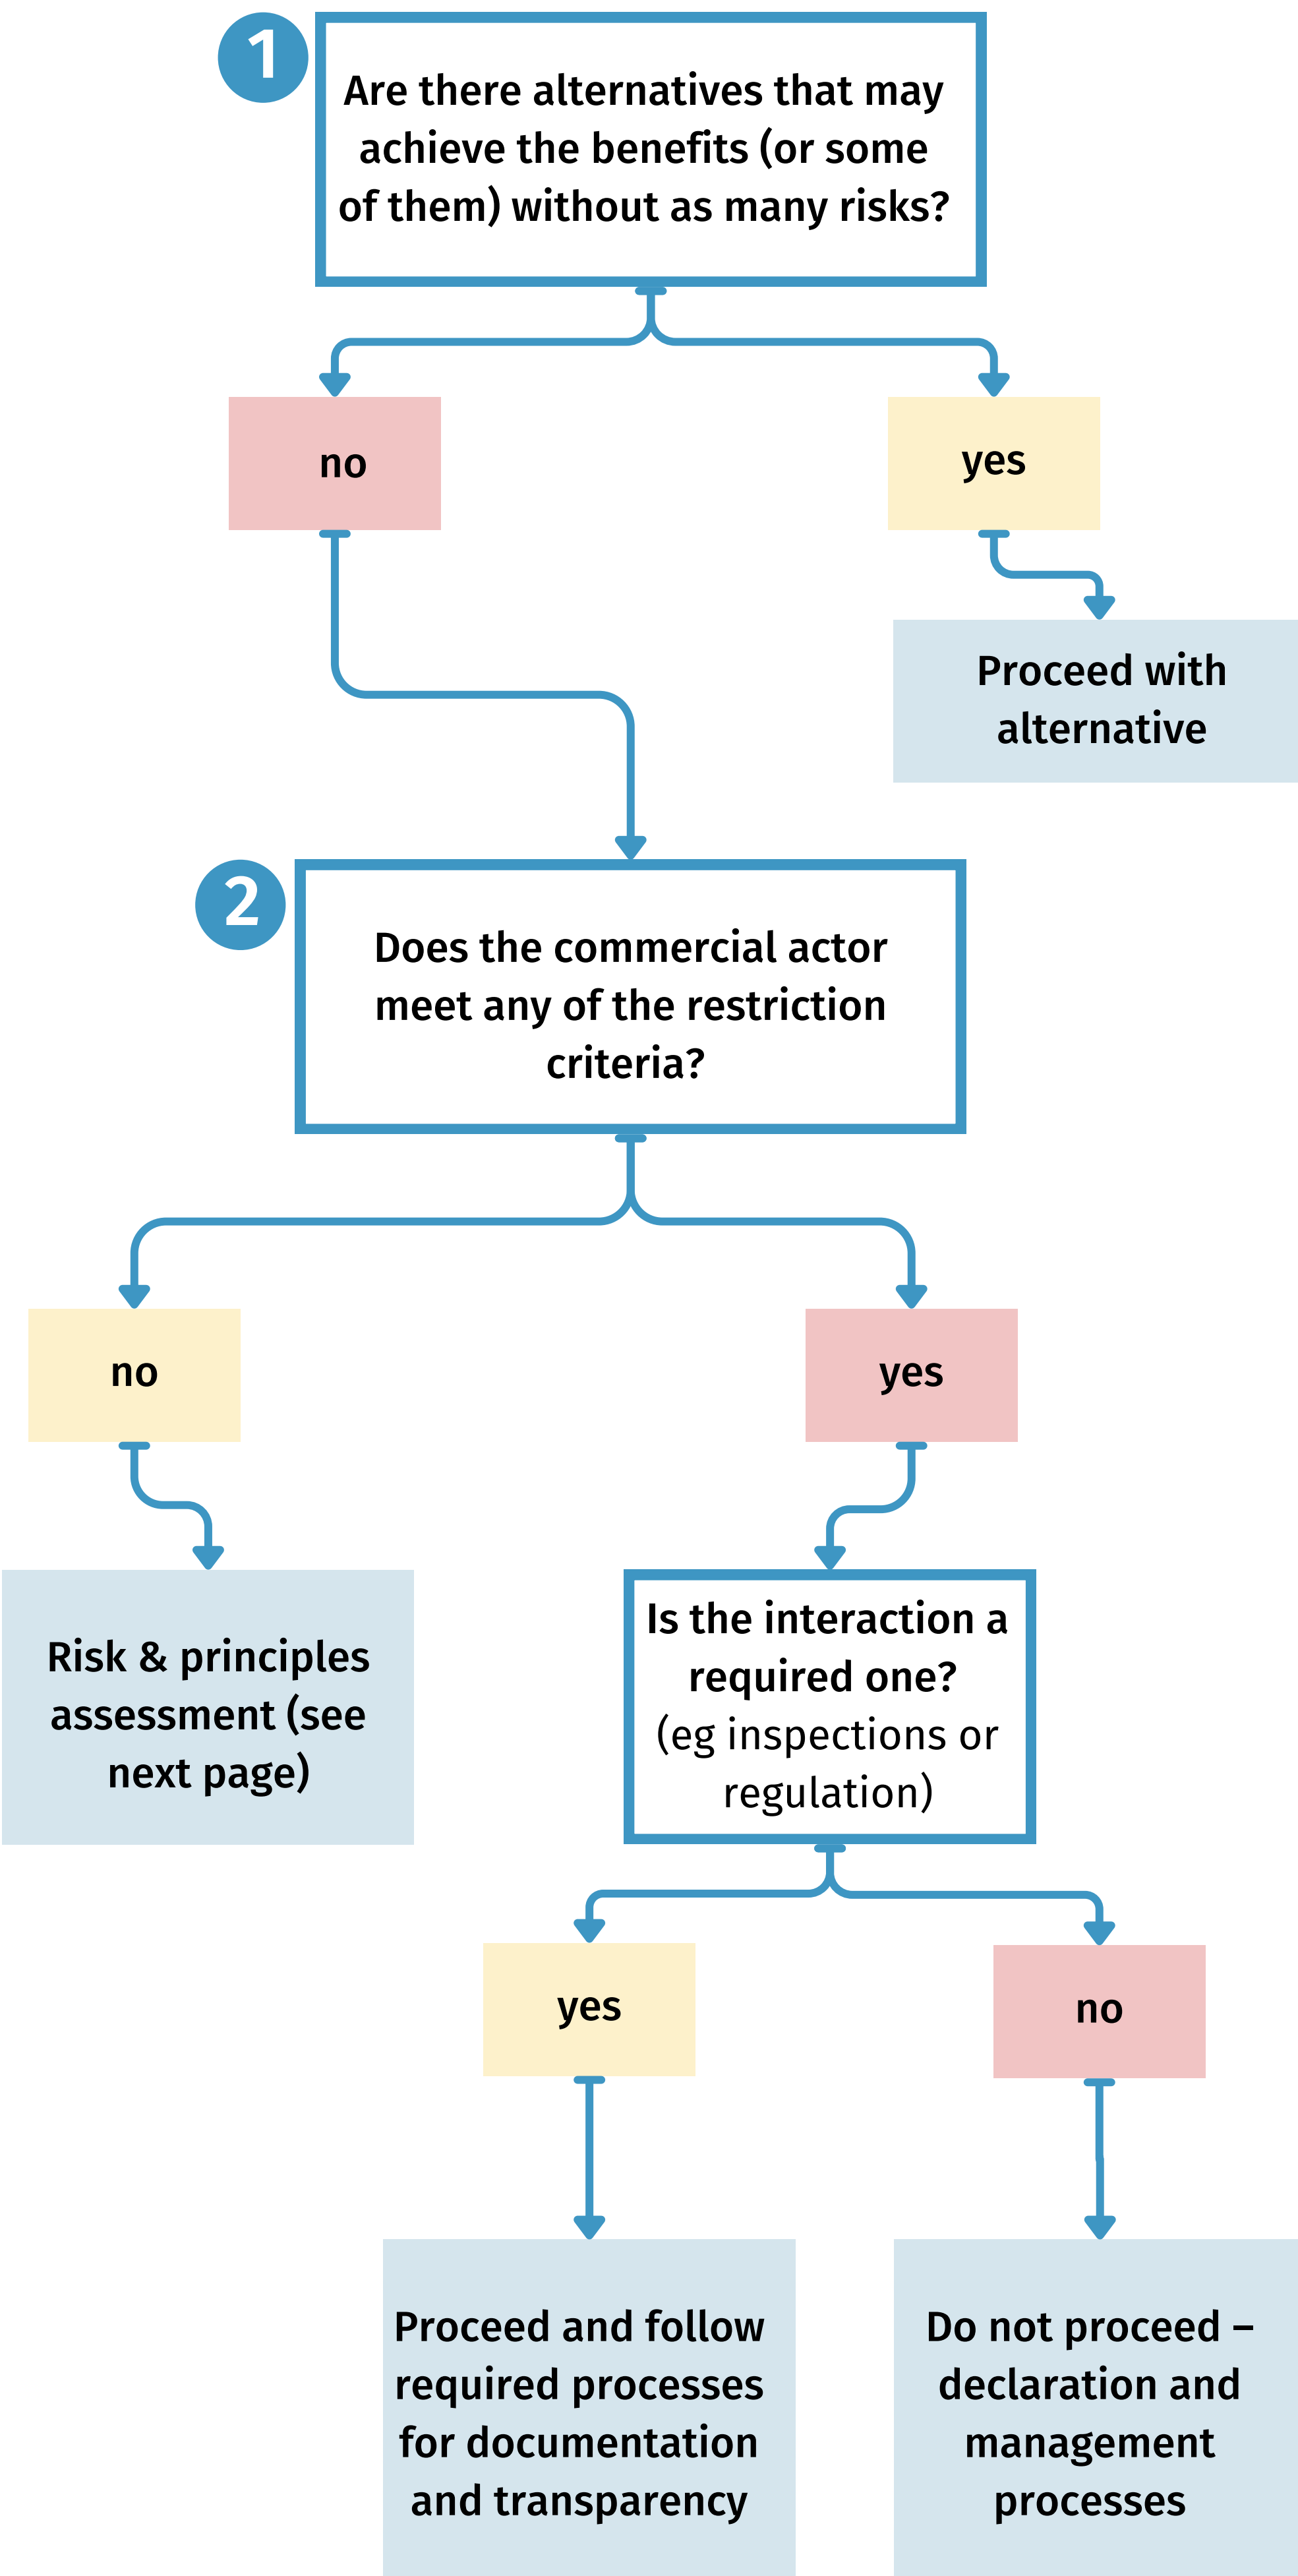 1
Are there alternatives that may
achieve the benefits (or some
of them) without as many risks?
no
yes
Proceed with
alternative
2
Does the commercial actor
meet any of the restriction
criteria?
no
yes
Risk & principles
assessment (see
next page)
Is the interaction a
required one?
(eg inspections or
regulation)
yes
no
Proceed and follow
required processes
for documentation
and transparency
Do not proceed –
declaration and
management
processes